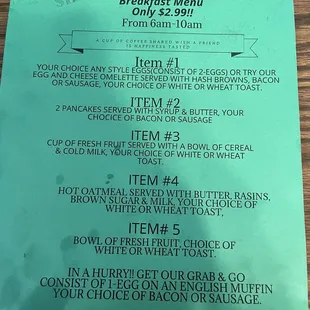 Breakfast Menu
Only $2.99!!
From 6am-10am
A CUP OF COFFEE SHARED WITH A FRIEND
IS HAPPINESS TASTED
Item #1
YOUR CHOICE ANY STYLE EGGS(CONSIST OF 2-EGGS) OR TRY OUR
EGG AND CHEESE OMELETTE SERVED WITH HASH BROWNS, BACON
OR SAUSAGE, YOUR CHOICE OF WHITE OR WHEAT TOAST.
ITEM #2
2 PANCAKES SERVED WITH SYRUP & BUTTER, YOUR
CHOCICE OF BACON OR SAUSAGE
ITEM #3
CUP OF FRESH FRUIT SERVED WITH A BOWL OF CEREAL
& COLD MILK, YOUR CHOICE OF WHITE OR WHEAT
TOAST.
ITEM #4
HOT OATMEAL SERVED WITH BUTTER, RASINS,
BROWN SUGAR & MILK, YOUR CHOICE OF
WHITE OR WHEAT TOAST,
ITEM# 5
BOWL OF FRESH FRUIT, CHOICE OF
WHITE OR WHEAT TOAST.
IN A HURRY!! GET OUR GRAB & GO
CONSIST OF 1-EGG ON AN ENGLISH MUFFIN
YOUR CHOICE OF BACON OR SAUSAGE.